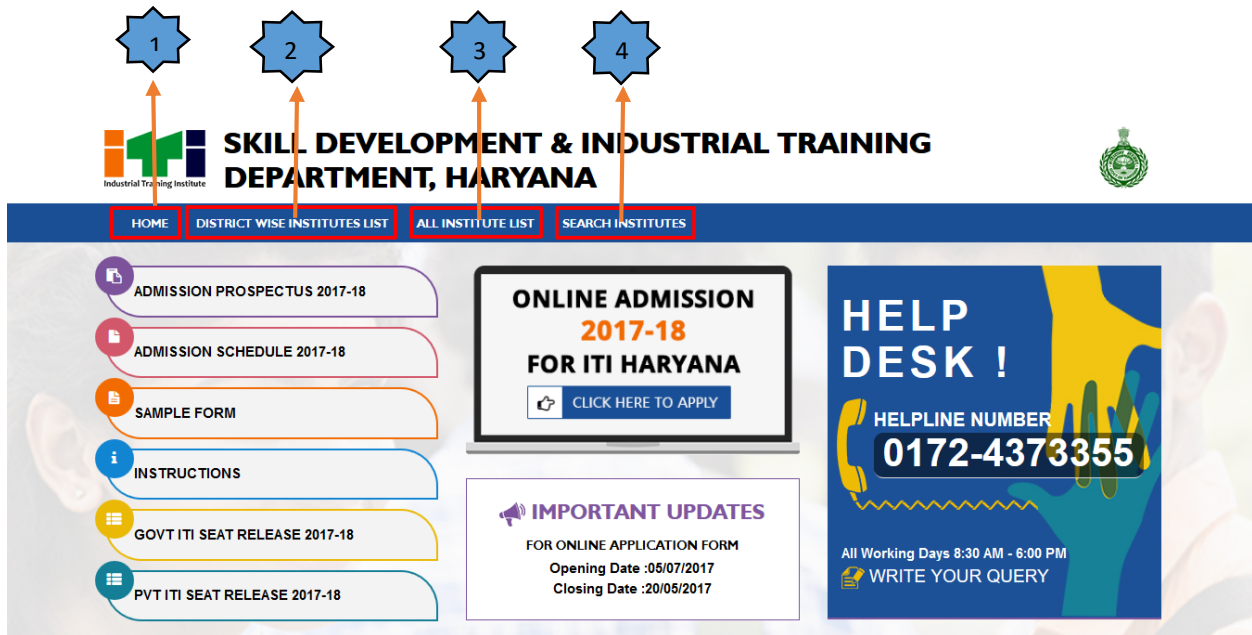 1
2
3
4
Industrial Training Institute
SKILL DEVELOPMENT & INDUSTRIAL TRAINING
DEPARTMENT, HARYANA
HOME DISTRICT WISE INSTITUTES LIST ALL INSTITUTE LIST SEARCH INSTITUTES
ADMISSION PROSPECTUS 2017-18
ADMISSION SCHEDULE 2017-18
SAMPLE FORM
INSTRUCTIONS
GOVT ITI SEAT RELEASE 2017-18
PVT ITI SEAT RELEASE 2017-18
ONLINE ADMISSION
2017-18
FOR ITI HARYANA
CLICK HERE TO APPLY
IMPORTANT UPDATES
FOR ONLINE APPLICATION FORM
Opening Date :05/07/2017
Closing Date :20/05/2017
HELP
DESK !
HELPLINE NUMBER
0172-4373355
All Working Days 8:30 AM - 6:00 PM
WRITE YOUR QUERY